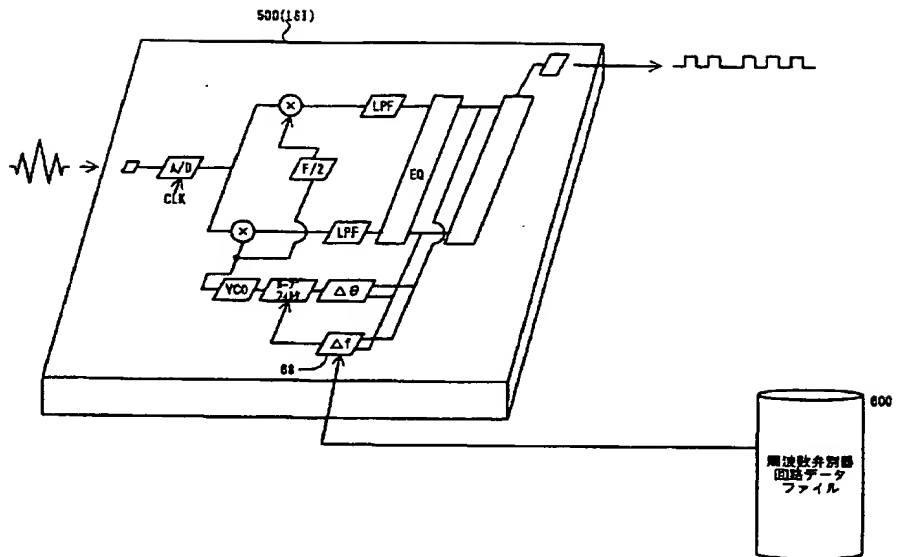 500(LSI)
×
LPF
A/D
CLK
F/2
EQ
×
LPF
VCO
ループ
フィルタ
Δθ
Δf
68
600
周波数弁別器
回路データ
ファイル